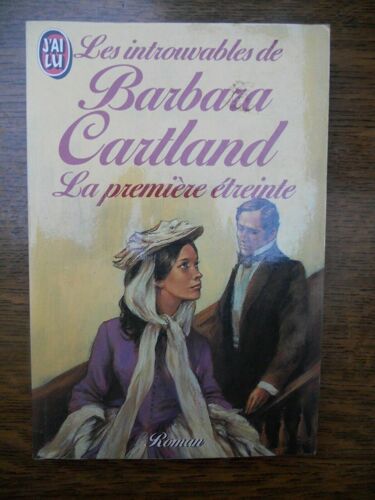 J'AI
LU
Les introuvables de
Barbara
Cartland
La première étreinte
Roman